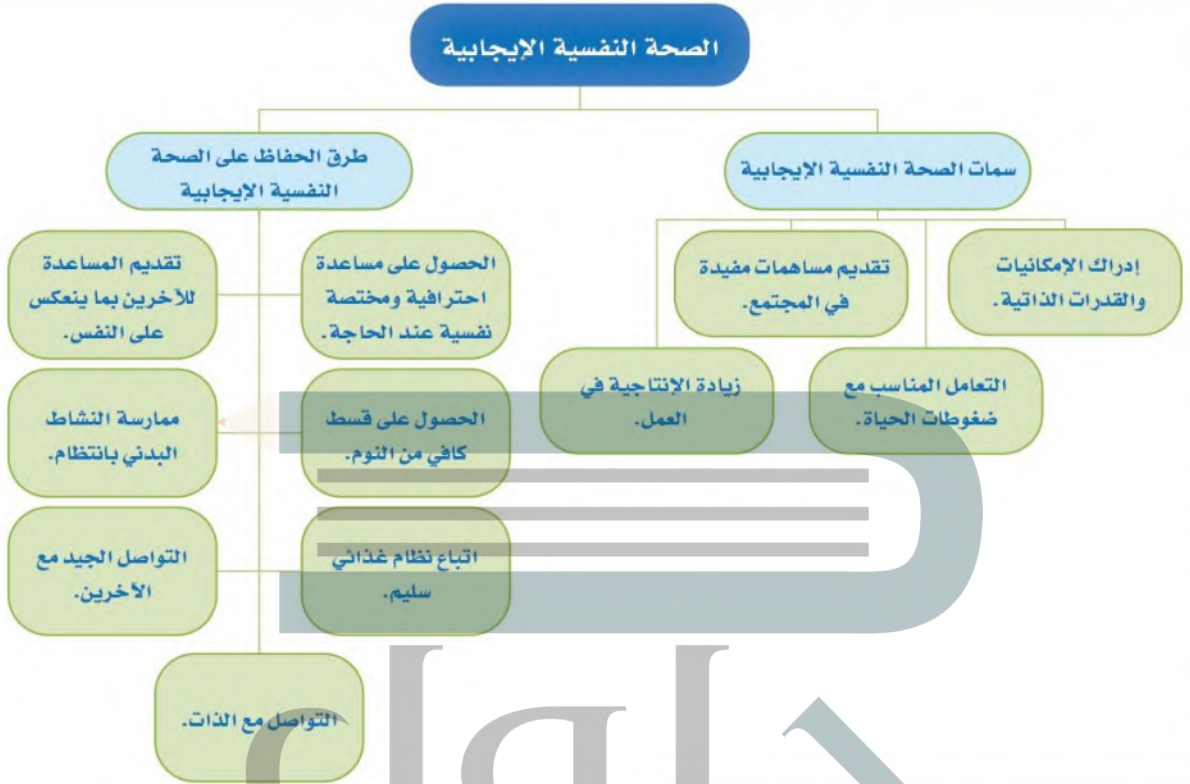 الصحة النفسية الإيجابية
سمات الصحة النفسية الإيجابية
إدراك الإمكانيات
والقدرات الذاتية.
تقديم مساهمات مفيدة
في المجتمع.
التعامل المناسب مع
ضغوطات الحياة.
زيادة الإنتاجية في
العمل.
طرق الحفاظ على الصحة
النفسية الإيجابية
الحصول على مساعدة
احترافية ومختصة
نفسية عند الحاجة.
تقديم المساعدة
للآخرين بما ينعكس
على النفس.
الحصول على قسط
كافي من النوم.
ممارسة النشاط
البدني بانتظام.
اتباع نظام غذائي
سليم.
التواصل الجيد مع
الآخرين.
التواصل مع الذات.